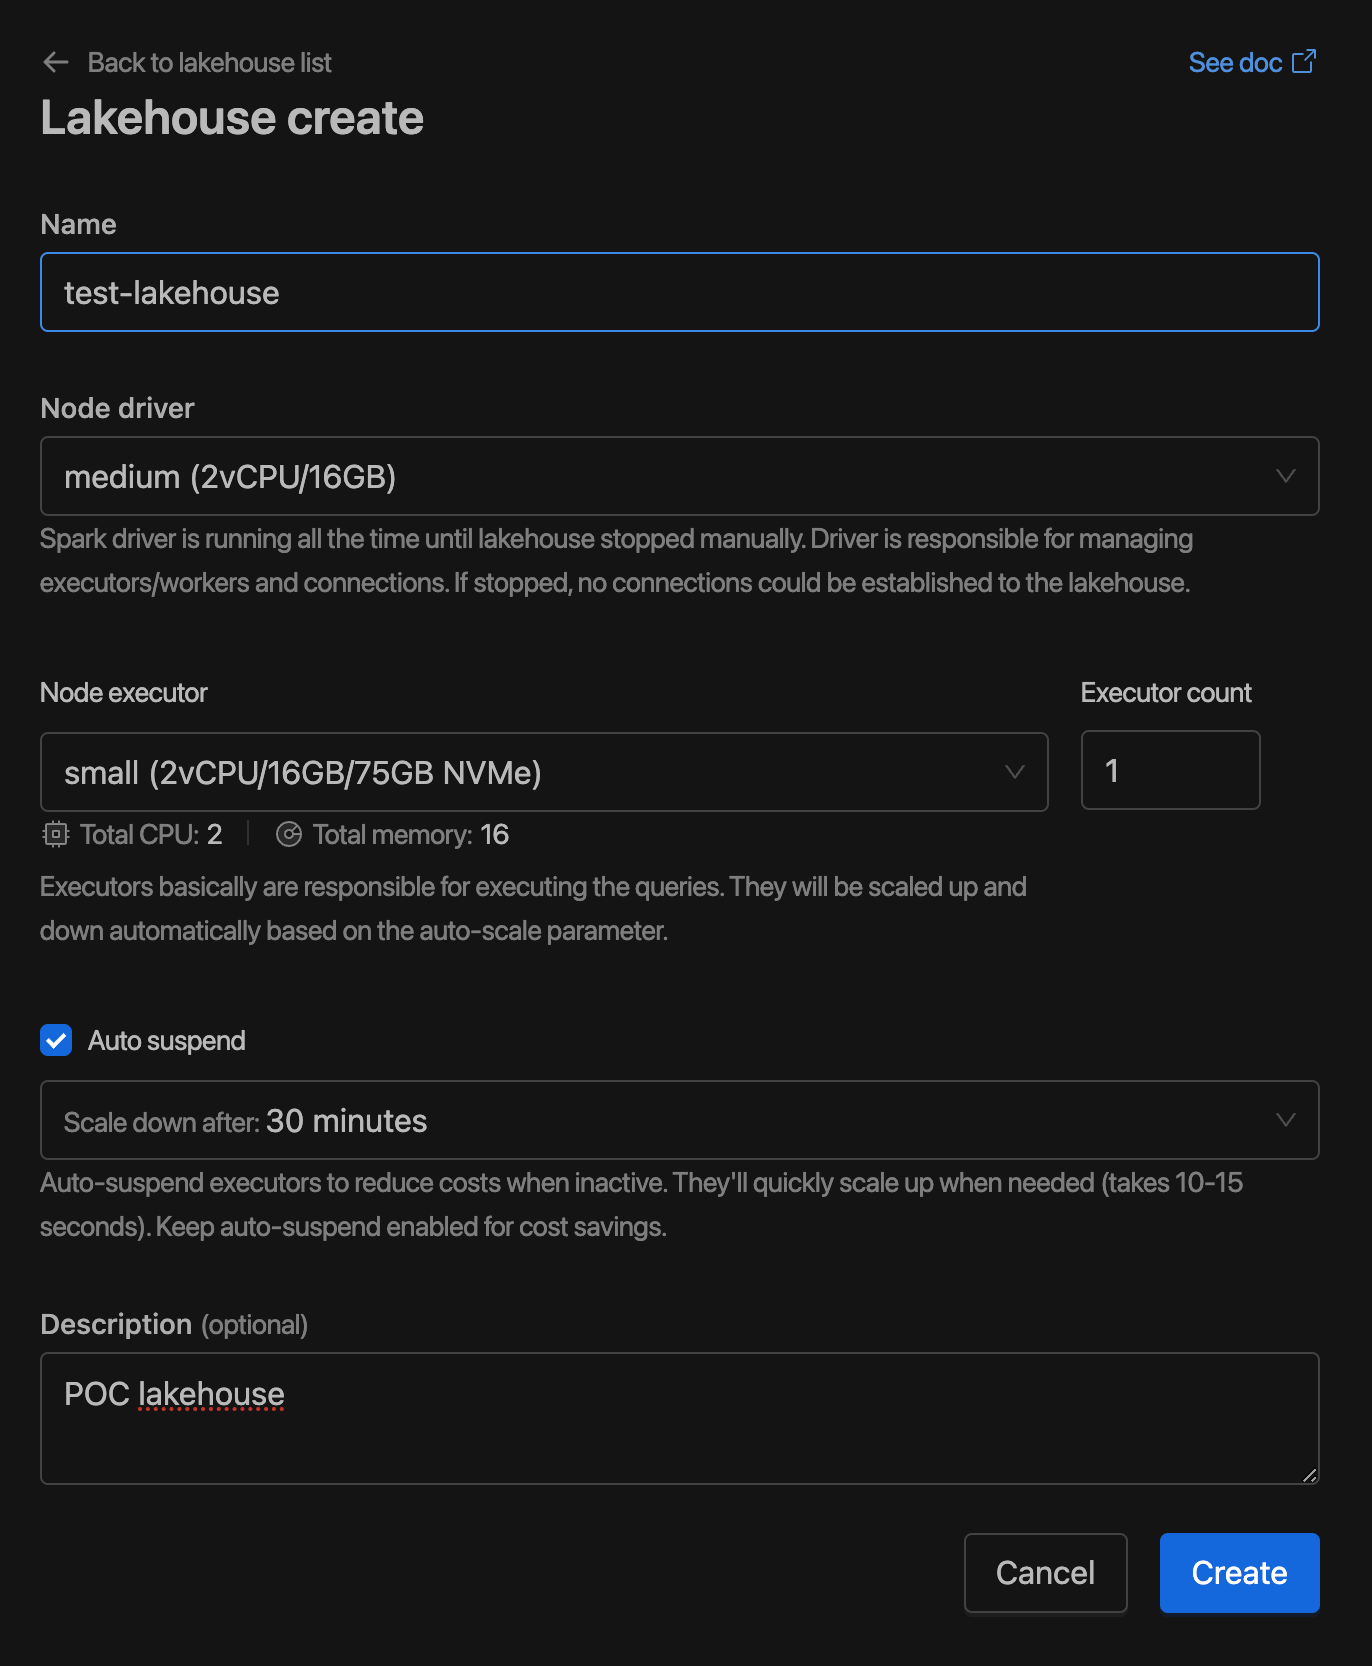 Back to lakehouse list
See doc
Lakehouse create
Name
test-lakehouse
Node driver
medium (2vCPU/16GB)
Spark driver is running all the time until lakehouse stopped manually. Driver is responsible for managing
executors/workers and connections. If stopped, no connections could be established to the lakehouse.
Node executor
Executor count
small (2vCPU/16GB/75GB NVMe)
1
Total CPU: 2
Total memory: 16
Executors basically are responsible for executing the queries. They will be scaled up and
down automatically based on the auto-scale parameter.
Auto suspend
Scale down after: 30 minutes
Auto-suspend executors to reduce costs when inactive. They'll quickly scale up when needed (takes 10-15
seconds). Keep auto-suspend enabled for cost savings.
Description (optional)
POC lakehouse
Cancel
Create